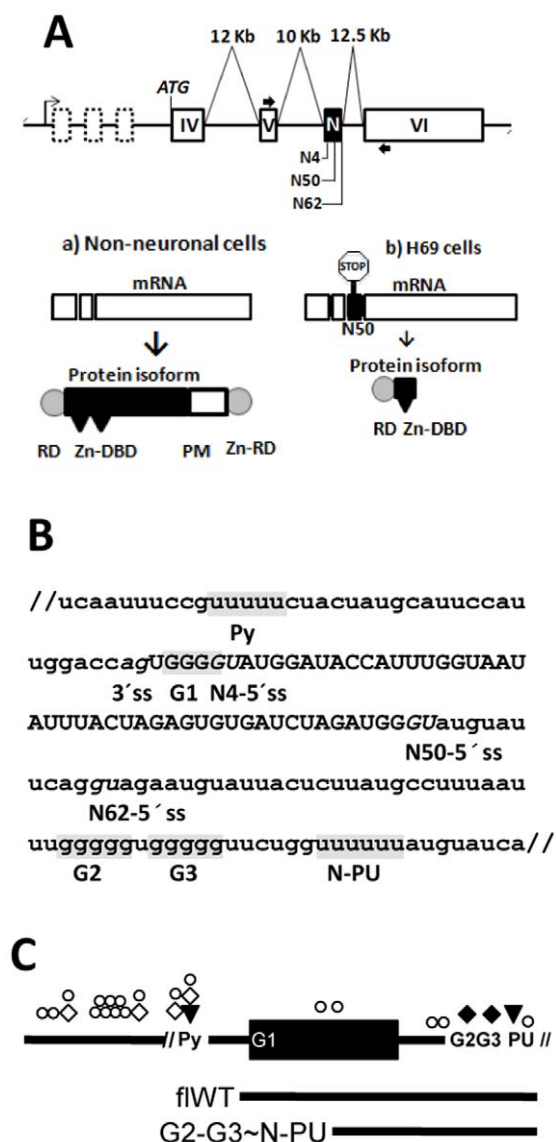 A
12 Kb 10 Kb 12.5 Kb
ATG
IV V N VI
N4
N50
N62
a) Non-neuronal cells b) H69 cells
STOP
mRNA mRNA
N50
Protein isoform Protein isoform
RD Zn-DBD PM Zn-RD RD Zn-DBD
B
//ucaauuuccguuuuucuacuaugcauuccau
Py
uggaccagUGGGGUAUGGAUACCAUUUGGUAAU
3´ss G1 N4-5´ss
AUUUACUAGAGUGUGAUCUAGAUGGGUauguau
N50-5´ss
ucagguagaauguauuacucuuaugccuuuaau
N62-5´ss
uugggggugggggguucugguuuuuuauguauca//
G2 G3 N-PU
C
// Py G1 G2G3 PU //
flWT
G2-G3~N-PU